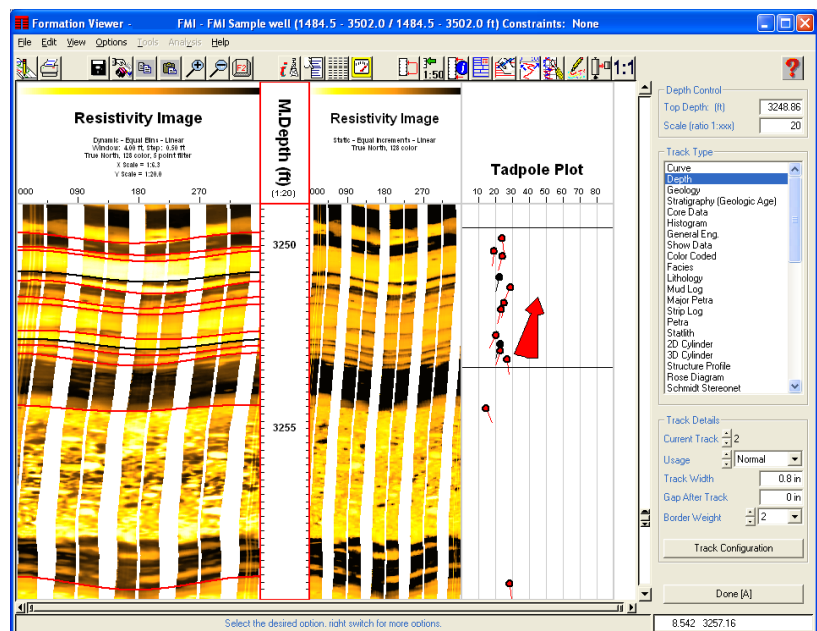 Formation Viewer - FMI - FMI Sample well (1484.5 - 3502.0 / 1484.5 - 3502.0 ft) Constraints: None
File Edit View Options Tools Analysis Help
F2 1:50 1:1 ?
Resistivity Image
Dynamic - Equal Bins - Linear
Window: 4.00 ft, Step: 0.50 ft
True North, 128 color, 5 point filter
X Scale = 1:6.3
Y Scale = 1:20.0
000 090 180 270
M.Depth (ft)
(1:20)
Resistivity Image
Static - Equal Increments - Linear
True North, 128 color
000 090 180 270
Tadpole Plot
10 20 30 40 50 60 70 80
3250
3255
Depth Control
Top Depth: (ft) 3248.86
Scale (ratio 1:xxx) 20
Track Type
Curve
Depth
Geology
Stratigraphy (Geologic Age)
Core Data
Histogram
General Eng.
Show Data
Color Coded
Facies
Lithology
Mud Log
Major Petra
Strip Log
Petra
Statlith
2D Cylinder
3D Cylinder
Structure Profile
Rose Diagram
Schmidt Stereonet
Track Details
Current Track 2
Usage Normal
Track Width 0.8 in
Gap After Track 0 in
Border Weight 2
Track Configuration
Done [A]
Select the desired option. right switch for more options.
8.542 3257.16